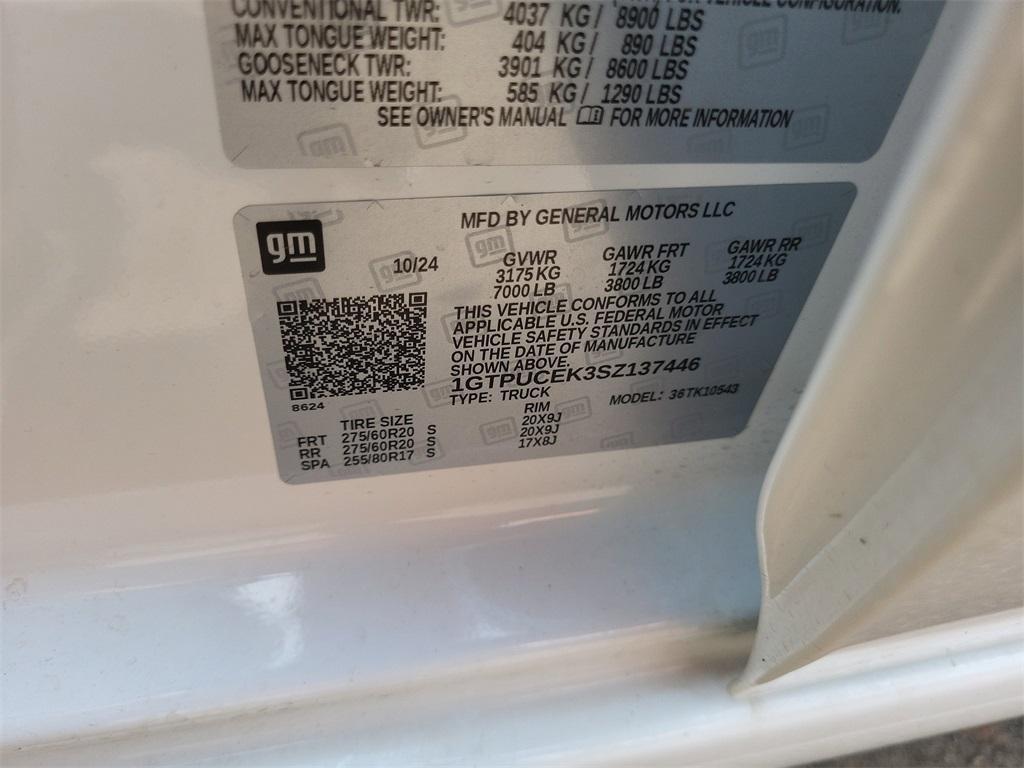 FOR VEHICLE CONFIGURATION.
CONVENTIONAL TWR: 4037 KG/ 8900 LBS
MAX TONGUE WEIGHT: 404 KG/ 890 LBS
GOOSENECK TWR: 3901 KG/ 8600 LBS
MAX TONGUE WEIGHT: 585 KG/ 1290 LBS
SEE OWNER'S MANUAL FOR MORE INFORMATION
gm
MFD BY GENERAL MOTORS LLC
10/24
GVWR GAWR FRT GAWR RR
3175 KG 1724 KG 1724 KG
7000 LB 3800 LB 3800 LB
THIS VEHICLE CONFORMS TO ALL
APPLICABLE U.S. FEDERAL MOTOR
VEHICLE SAFETY STANDARDS IN EFFECT
ON THE DATE OF MANUFACTURE
SHOWN ABOVE.
1GTPUCEK3SZ137446
TYPE: TRUCK MODEL: 36TK10543
8624
TIRE SIZE RIM
FRT 275/60R20 S 20X9J
RR 275/60R20 S 20X9J
SPA 255/80R17 S 17X8J